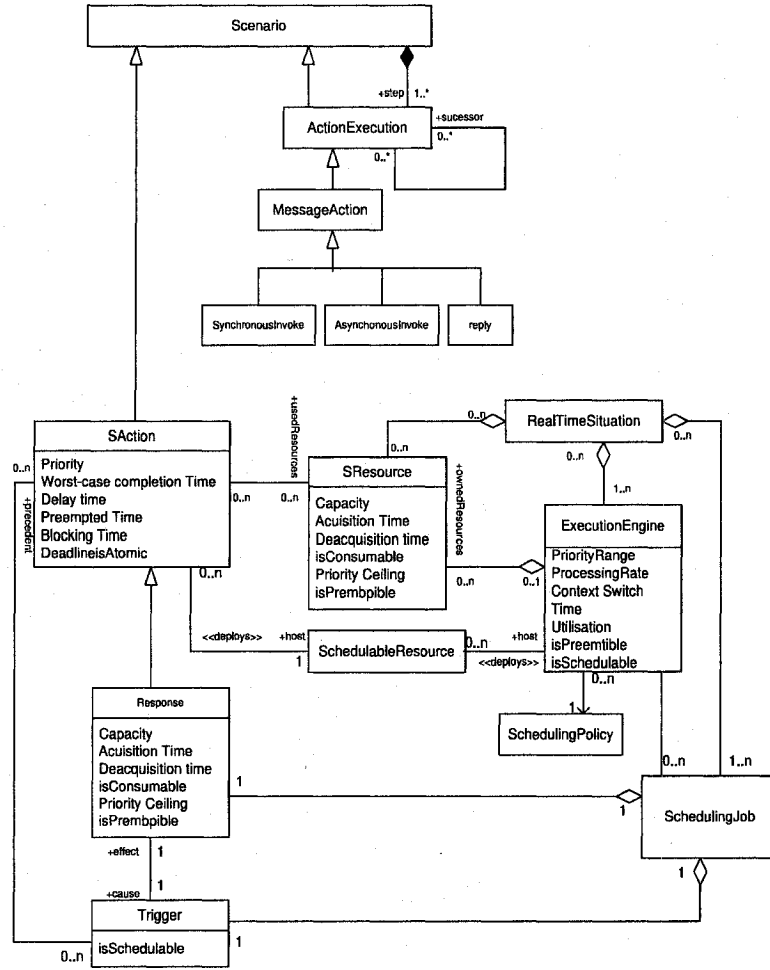 Scenario
+step 1..*
ActionExecution
+sucessor
0..*
0..*
MessageAction
SynchronousInvoke
AsynchonousInvoke
reply
SAction
Priority
Worst-case completion Time
Delay time
Preempted Time
Blocking Time
DeadlineisAtomic
0..n
+precedent
0..n
+usedResources
0..n
0..n
SResource
Capacity
Acuisition Time
Deacquisition time
isConsumable
Priority Ceiling
isPrembpible
0..n
0..n
RealTimeSituation
0..n
0..n
1..n
+ownedResources
0..n
0..1
ExecutionEngine
PriorityRange
ProcessingRate
Context Switch
Time
Utilisation
isPreemtible
isSchedulable
<<deploys>>
+host
1
SchedulableResource
0..n
+host
<<deploys>>
0..n
1
SchedulingPolicy
0..n
1..n
Response
Capacity
Acuisition Time
Deacquisition time
isConsumable
Priority Ceiling
isPrembpible
1
1
SchedulingJob
1
+effect 1
+cause 1
Trigger
isSchedulable
0..n
1